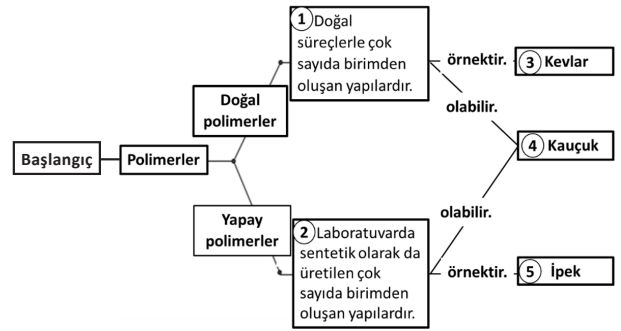 Başlangıç
Polimerler
Doğal
polimerler
Yapay
polimerler
1 Doğal
süreçlerle çok
sayıda birimden
oluşan yapılardır.
2 Laboratuvarda
sentetik olarak da
üretilen çok
sayıda birimden
oluşan yapılardır.
örnektir.
olabilir.
olabilir.
örnektir.
3 Kevlar
4 Kauçuk
5 İpek